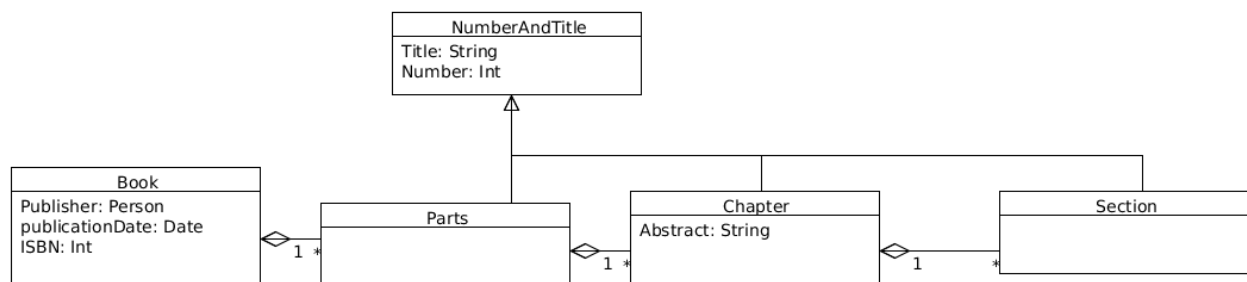 NumberAndTitle
Title: String
Number: Int
Book
Publisher: Person
publicationDate: Date
ISBN: Int
1 *
Parts
1 *
Chapter
Abstract: String
1 *
Section